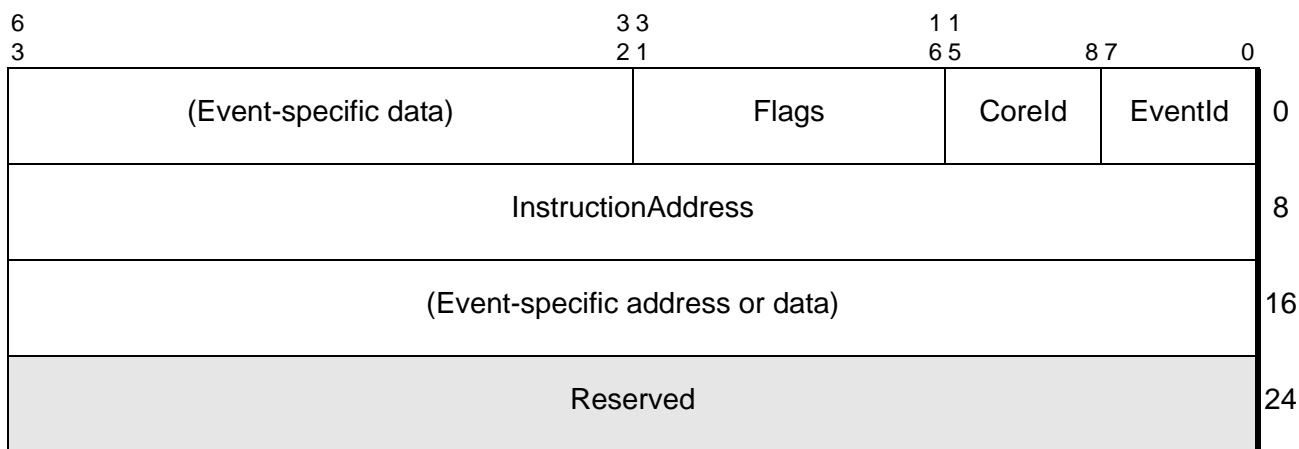 6 3 3 1 1
3 2 1 6 5 8 7 0
(Event-specific data) Flags CoreId EventId 0
InstructionAddress 8
(Event-specific address or data) 16
Reserved 24